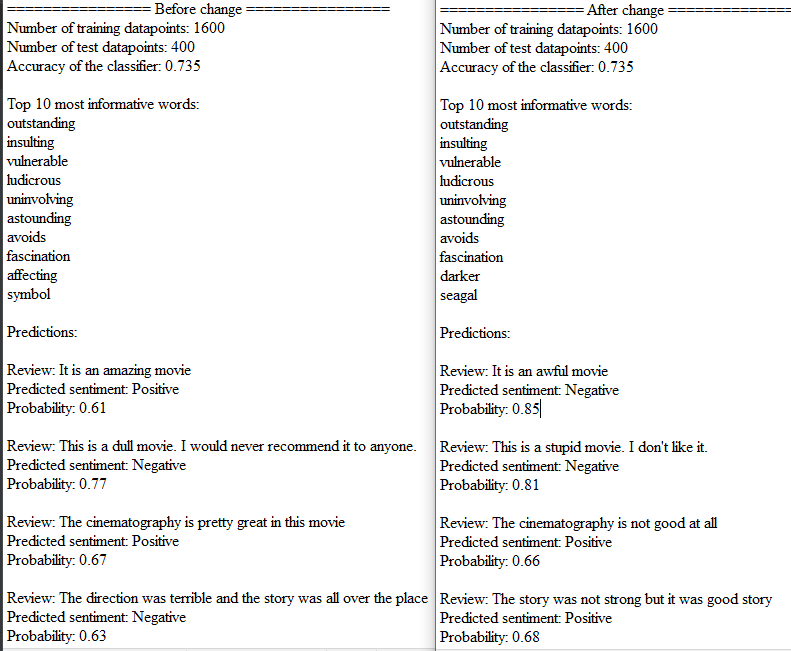 ================ Before change ================
Number of training datapoints: 1600
Number of test datapoints: 400
Accuracy of the classifier: 0.735
Top 10 most informative words:
outstanding
insulting
vulnerable
ludicrous
uninvolving
astounding
avoids
fascination
affecting
symbol
Predictions:
Review: It is an amazing movie
Predicted sentiment: Positive
Probability: 0.61
Review: This is a dull movie. I would never recommend it to anyone.
Predicted sentiment: Negative
Probability: 0.77
Review: The cinematography is pretty great in this movie
Predicted sentiment: Positive
Probability: 0.67
Review: The direction was terrible and the story was all over the place
Predicted sentiment: Negative
Probability: 0.63
================ After change ==============
Number of training datapoints: 1600
Number of test datapoints: 400
Accuracy of the classifier: 0.735
Top 10 most informative words:
outstanding
insulting
vulnerable
ludicrous
uninvolving
astounding
avoids
fascination
darker
seagal
Predictions:
Review: It is an awful movie
Predicted sentiment: Negative
Probability: 0.85
Review: This is a stupid movie. I don't like it.
Predicted sentiment: Negative
Probability: 0.81
Review: The cinematography is not good at all
Predicted sentiment: Positive
Probability: 0.66
Review: The story was not strong but it was good story
Predicted sentiment: Positive
Probability: 0.68